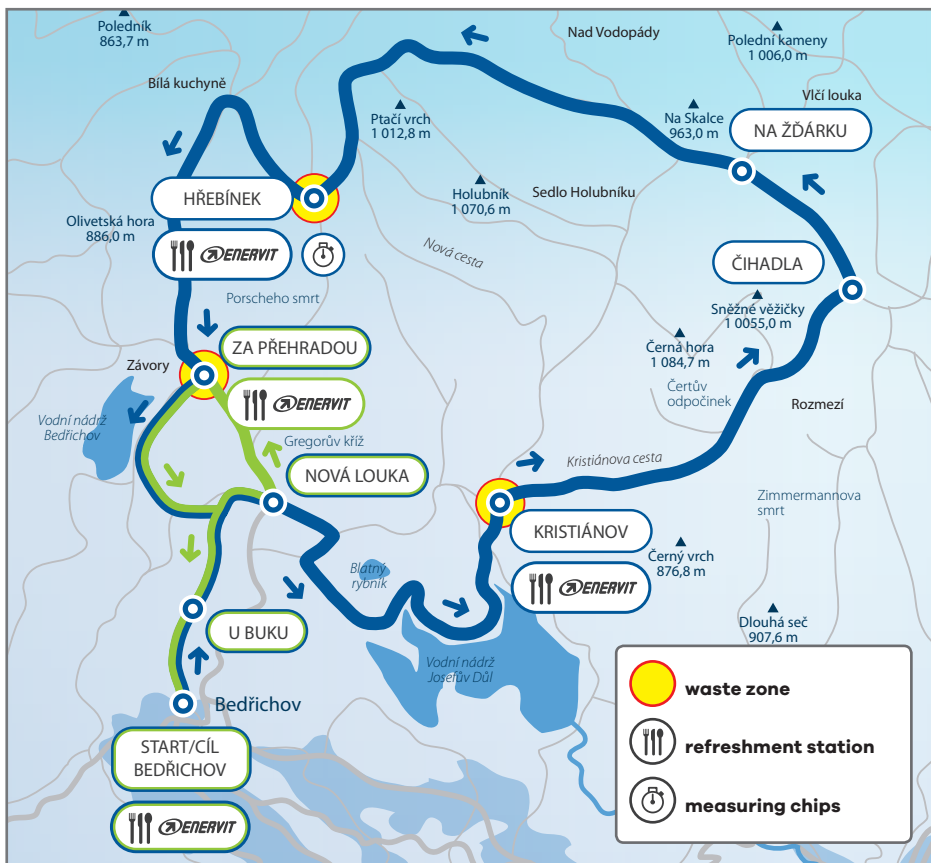 Poledník
863,7 m
Nad Vodopády
Polední kameny
1 006,0 m
Bílá kuchyně
Vlčí louka
Ptačí vrch
1 012,8 m
Na Skalce
963,0 m
NA ŽĎÁRKU
HŘEBÍNEK
Holubník
1 070,6 m
Sedlo Holubníku
Olivetská hora
886,0 m
ENERVIT
Nová cesta
ČIHADLA
Porscheho smrt
Sněžné věžičky
1 0055,0 m
ZA PŘEHRADOU
Černá hora
1 084,7 m
Závory
Čertův
odpočinek
Rozmezí
ENERVIT
Vodní nádrž
Bedřichov
Gregorův kříž
NOVÁ LOUKA
Kristiánova cesta
Zimmermannova
smrt
KRISTIÁNOV
Černý vrch
876,8 m
Blatný
rybník
ENERVIT
U BUKU
Dlouhá seč
907,6 m
Vodní nádrž
Josefův Důl
Bedřichov
START/CÍL
BEDŘICHOV
ENERVIT
waste zone
refreshment station
measuring chips